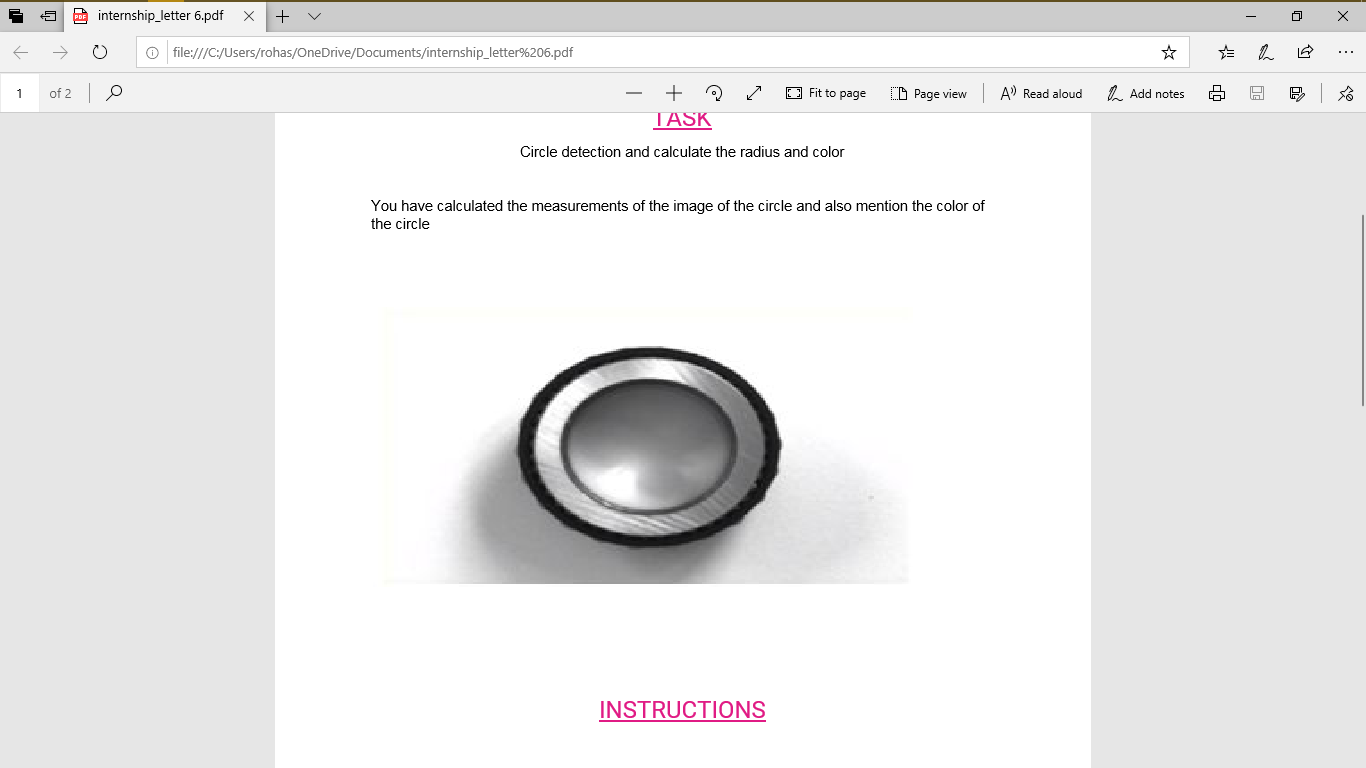 internship_letter 6.pdf
file:///C:/Users/rohas/OneDrive/Documents/internship_letter%206.pdf
1 of 2 Fit to page Page view Read aloud Add notes
TASK
Circle detection and calculate the radius and color
You have calculated the measurements of the image of the circle and also mention the color of
the circle
INSTRUCTIONS